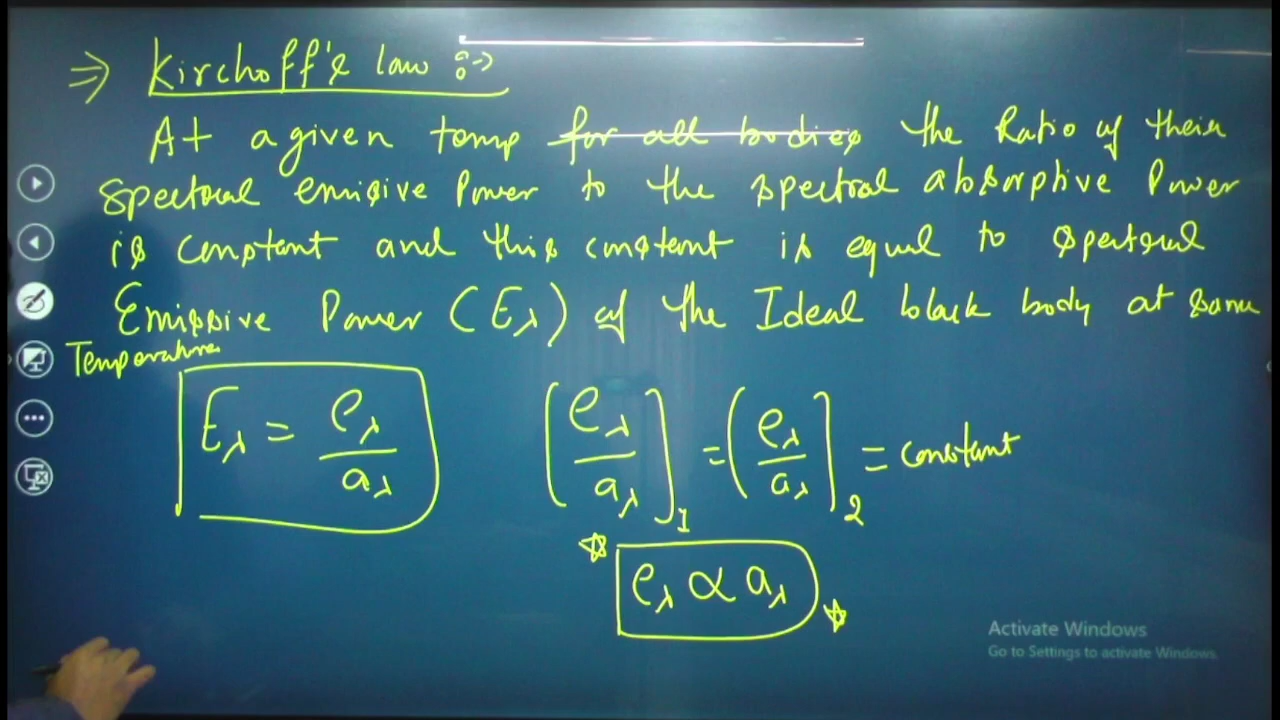 ⇒ Kirchoff's law :→
At a given temp for all bodies the Ratio of their
Spectral emisive Power to the spectral absorptive Power
is constant and this constant is equal to spectral
Emissive Power (Eλ) of the Ideal black body at same
Temperature
Eλ = eλ/aλ [eλ/aλ]1 = [eλ/aλ]2 = constant
☆ eλ ∝ aλ ☆
Activate Windows
Go to Settings to activate Windows.